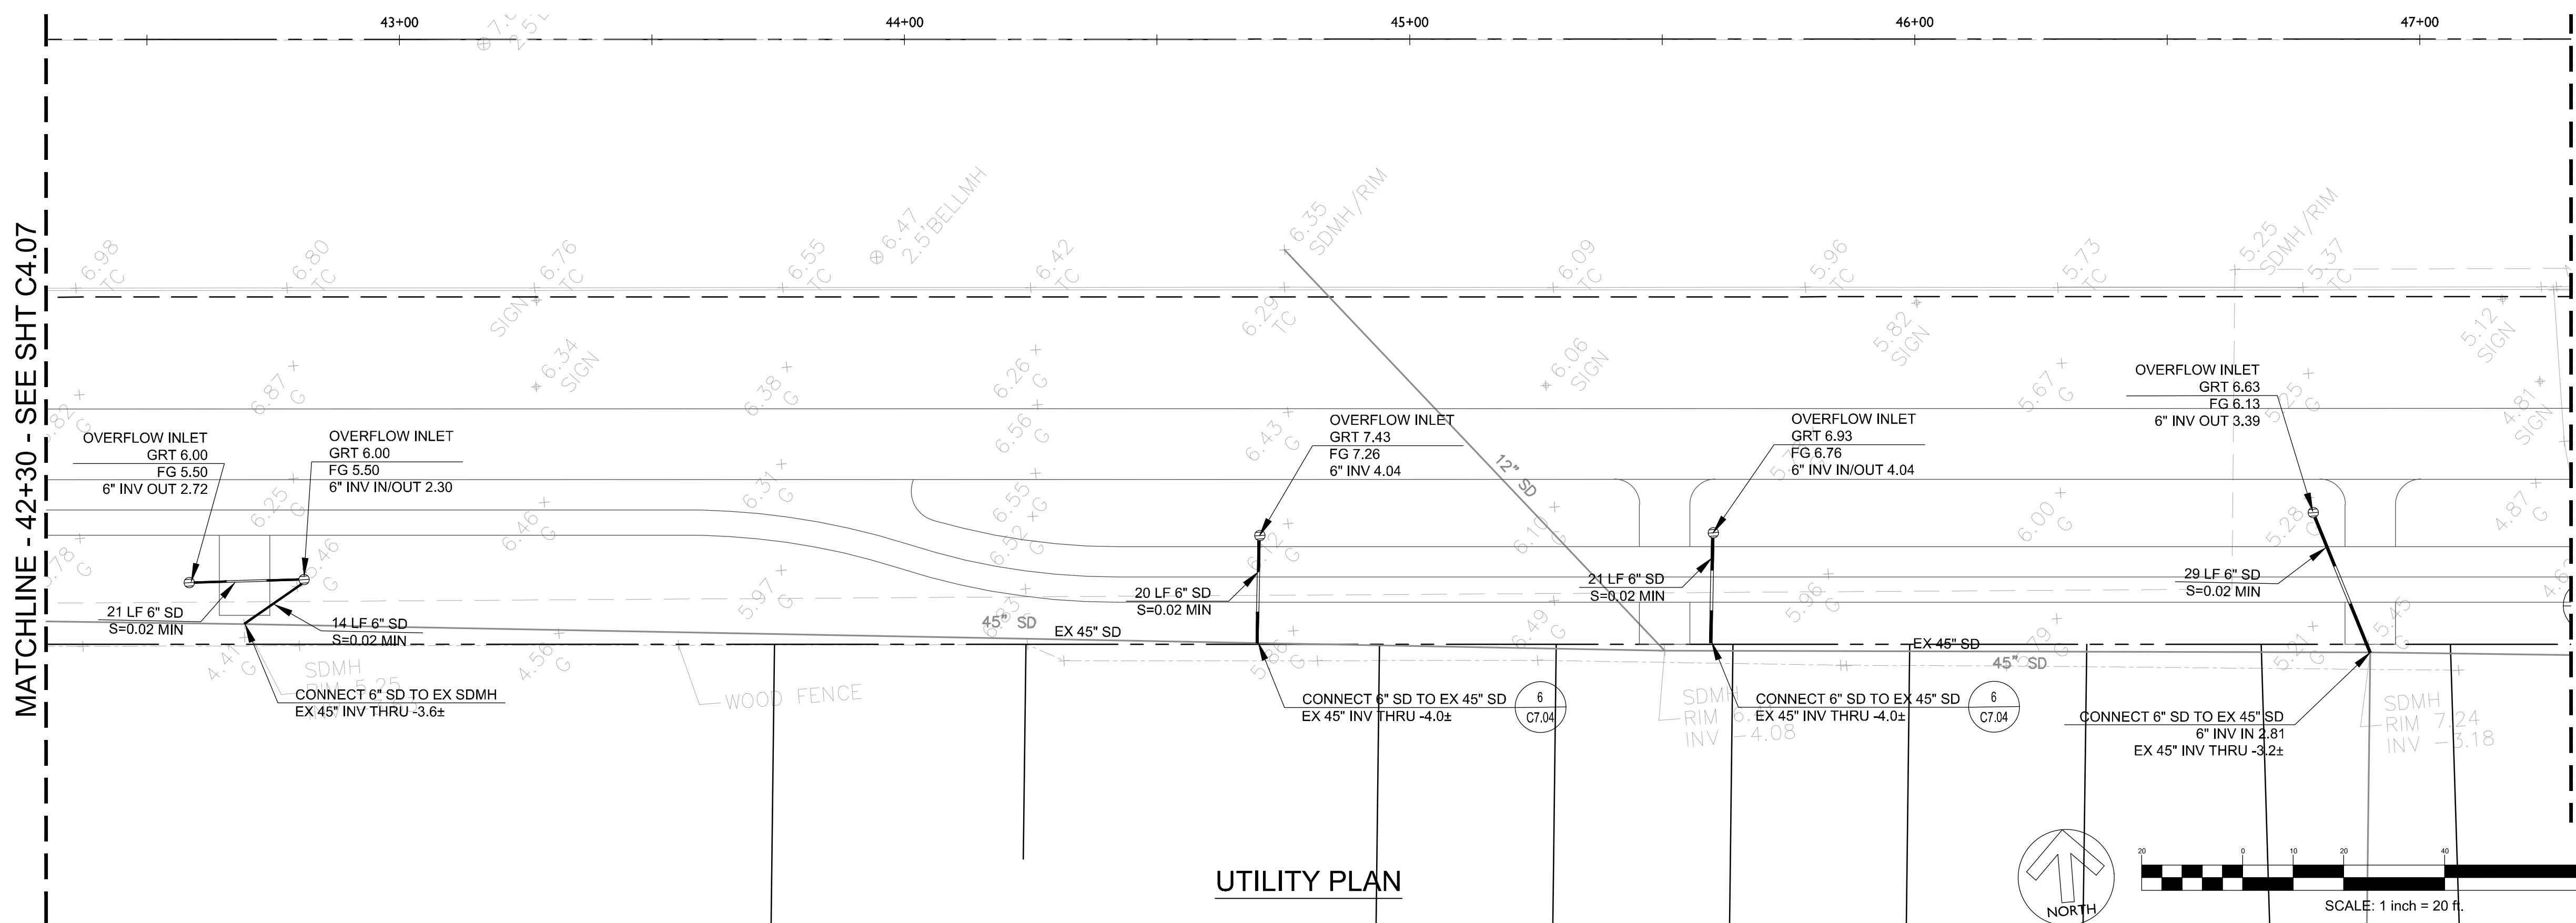 43+00
44+00
45+00
46+00
47+00
MATCHLINE - 42+30 - SEE SHT C4.07
6.98
TC
6.80
TC
6.76
TC
SIGN
6.55
TC
6.47
2.5'BELLMH
6.42
TC
6.35
SDMH/RIM
6.29
TC
6.09
TC
5.96
TC
5.73
TC
5.25
SDMH/RIM
5.37
TC
6.87
G
6.34
SIGN
6.38
G
6.26
G
6.06
SIGN
5.82
5.67
G
5.25
G
5.12
SIGN
4.81
SIGN
OVERFLOW INLET
GRT 6.00
FG 5.50
6" INV OUT 2.72
OVERFLOW INLET
GRT 6.00
FG 5.50
6" INV IN/OUT 2.30
OVERFLOW INLET
GRT 7.43
FG 7.26
6" INV 4.04
OVERFLOW INLET
GRT 6.93
FG 6.76
6" INV IN/OUT 4.04
OVERFLOW INLET
GRT 6.63
FG 6.13
6" INV OUT 3.39
6.25
G
6.46
G
6.31
G
6.56
G
6.55
G
6.52
G
6.43
G
6.12
G
12" SD
6.10
G
6.00
G
5.28
G
4.87
G
21 LF 6" SD
S=0.02 MIN
14 LF 6" SD
S=0.02 MIN
20 LF 6" SD
S=0.02 MIN
21 LF 6" SD
S=0.02 MIN
29 LF 6" SD
S=0.02 MIN
5.97
G
45" SD
EX 45" SD
6.49
G
5.96
G
EX 45" SD
45" SD
5.21
G
5.45
4.41
G
4.56
G
SDMH
CONNECT 6" SD TO EX SDMH
EX 45" INV THRU -3.6±
WOOD FENCE
CONNECT 6" SD TO EX 45" SD
EX 45" INV THRU -4.0±
6
C7.04
SDMH
RIM
INV -4.08
CONNECT 6" SD TO EX 45" SD
EX 45" INV THRU -4.0±
6
C7.04
CONNECT 6" SD TO EX 45" SD
6" INV IN 2.81
EX 45" INV THRU -3.2±
SDMH
RIM 7.24
INV -3.18
UTILITY PLAN
NORTH
20
0
10
20
40
SCALE: 1 inch = 20 ft.